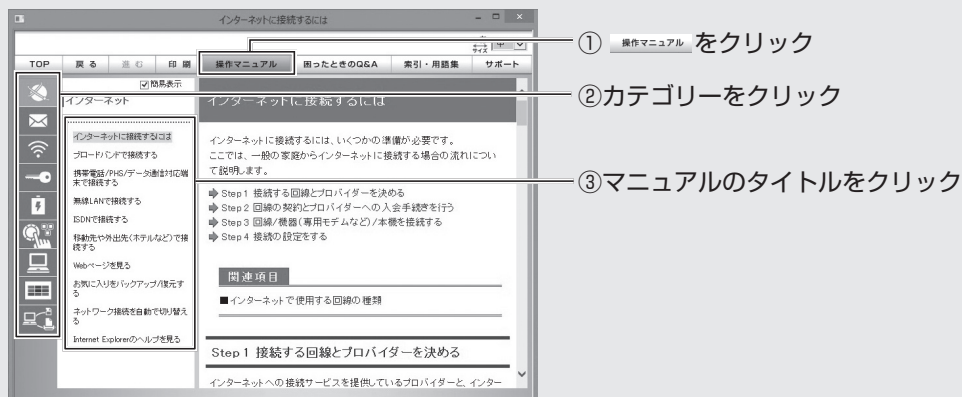 インターネットに接続するには
サイズ 中
TOP 戻る 進む 印刷 操作マニュアル 困ったときのQ&A 索引・用語集 サポート
簡易表示
インターネット
インターネットに接続するには
ブロードバンドで接続する
携帯電話/PHS/データ通信対応端
末で接続する
無線LANで接続する
ISDNで接続する
移動先や外出先(ホテルなど)で接
続する
Webページを見る
お気に入りをバックアップ/復元す
る
ネットワーク接続を自動で切り替え
る
Internet Explorerのヘルプを見る
インターネットに接続するには
インターネットに接続するには、いくつかの準備が必要です。
ここでは、一般の家庭からインターネットに接続する場合の流れについ
て説明します。
Step1 接続する回線とプロバイダーを決める
Step2 回線の契約とプロバイダーへの入会手続きを行う
Step3 回線/機器(専用モデムなど)/本機を接続する
Step4 接続の設定をする
関連項目
■インターネットで使用する回線の種類
Step1 接続する回線とプロバイダーを決める
インターネットへの接続サービスを提供しているプロバイダーと、インター
① 操作マニュアル をクリック
②カテゴリーをクリック
③マニュアルのタイトルをクリック